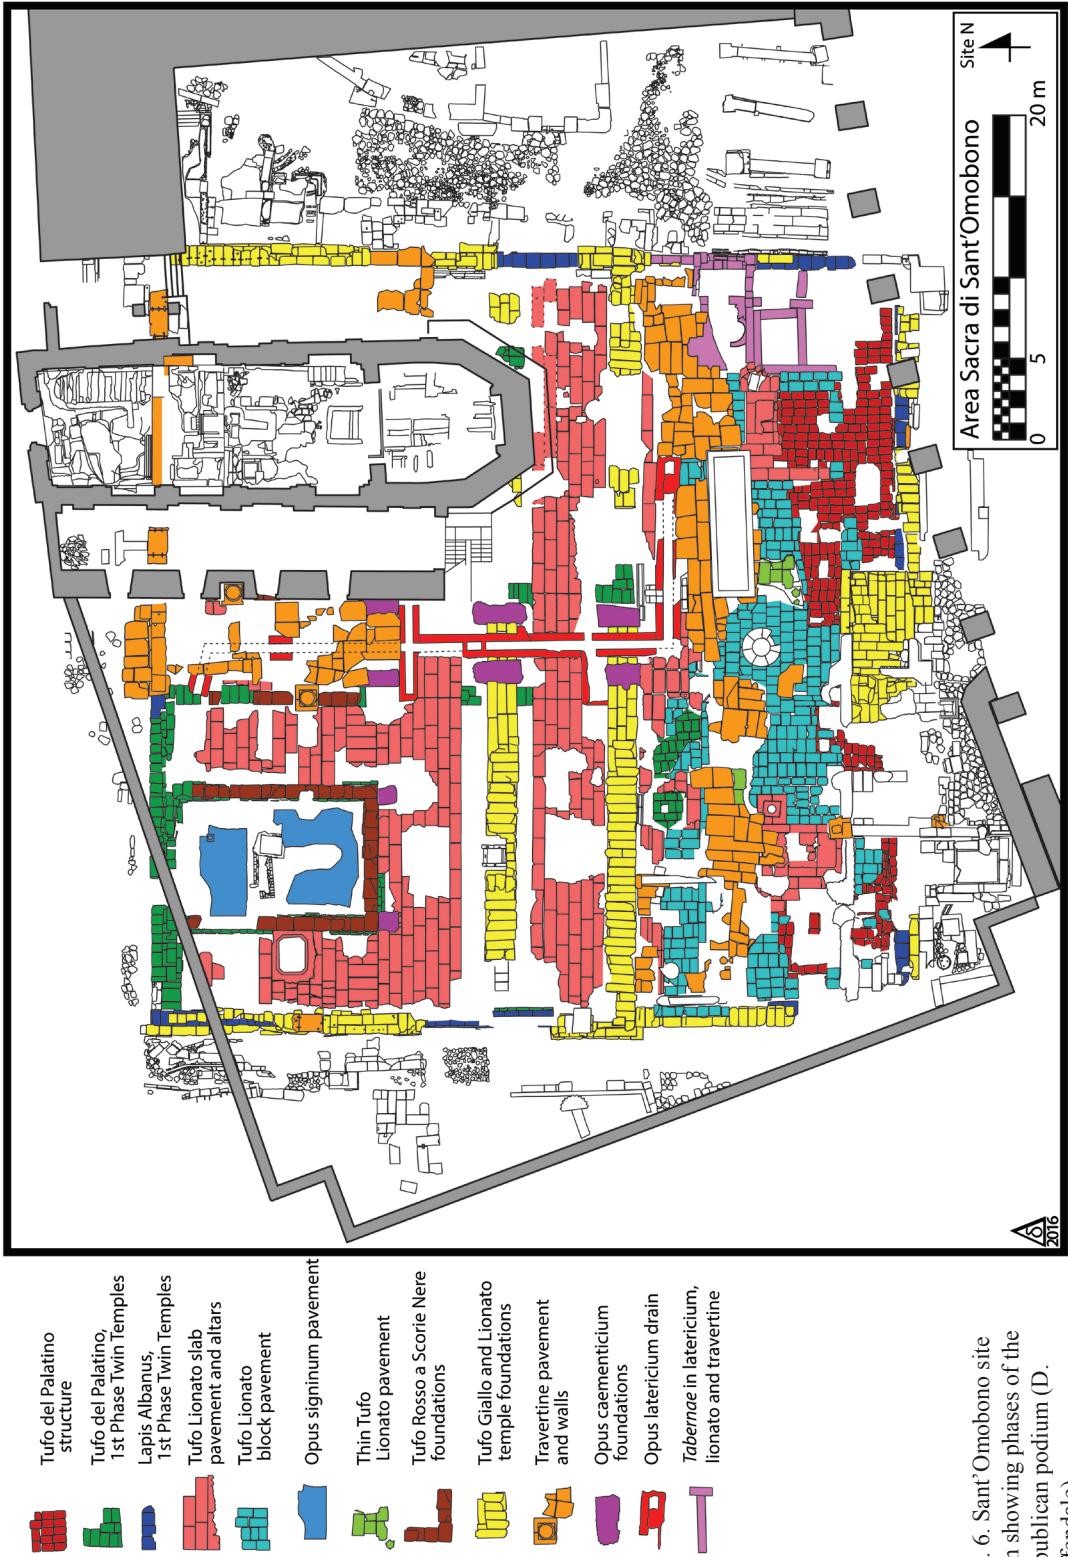 Area Sacra di Sant'Omobono
Site N
0
5
20 m
2016
Tufo del Palatino
structure
Tufo del Palatino,
1st Phase Twin Temples
Lapis Albanus,
1st Phase Twin Temples
Tufo Lionato slab
pavement and altars
Tufo Lionato
block pavement
Opus signinum pavement
Thin Tufo
Lionato pavement
Tufo Rosso a Scorie Nere
foundations
Tufo Giallo and Lionato
temple foundations
Travertine pavement
and walls
Opus caementicium
foundations
Opus latericium drain
Tabernae in latericium,
lionato and travertine
. 6. Sant'Omobono site
showing phases of the
publican podium (D.